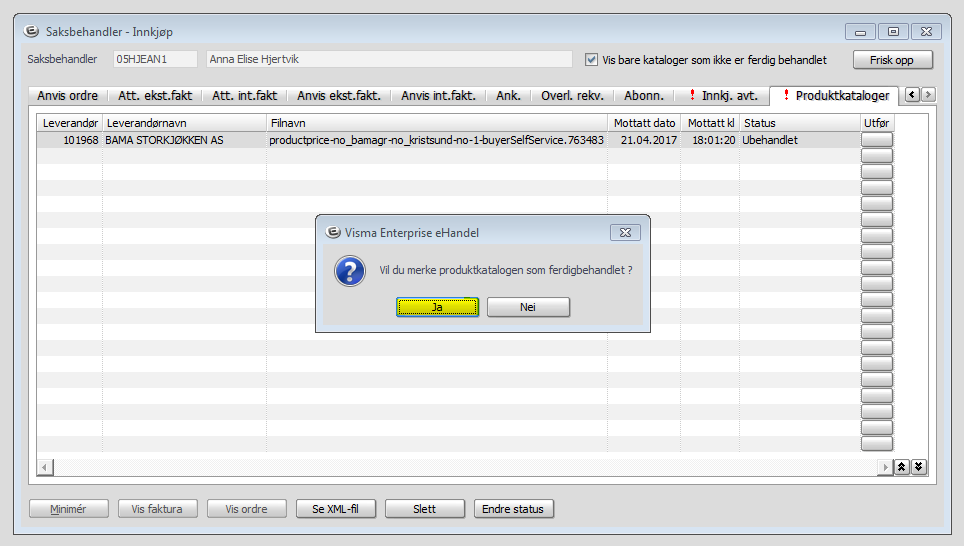 Saksbehandler - Innkjøp
Saksbehandler 05HJEAN1 Anna Elise Hjertvik Vis bare kataloger som ikke er ferdig behandlet Frisk opp
Anvis ordre Att. ekst.fakt Att. int.fakt Anvis ekst.fakt. Anvis int.fakt. Ank. Overl. rekv. Abonn. ! Innkj. avt. ! Produktkataloger
Leverandør Leverandørnavn Filnavn Mottatt dato Mottatt kl Status Utfør
101968 BAMA STORKJØKKEN AS productprice-no_bamagr-no_kristsund-no-1-buyerSelfService.763483 21.04.2017 18:01:20 Ubehandlet
Visma Enterprise eHandel
Vil du merke produktkatalogen som ferdigbehandlet ?
Ja Nei
Minimér Vis faktura Vis ordre Se XML-fil Slett Endre status